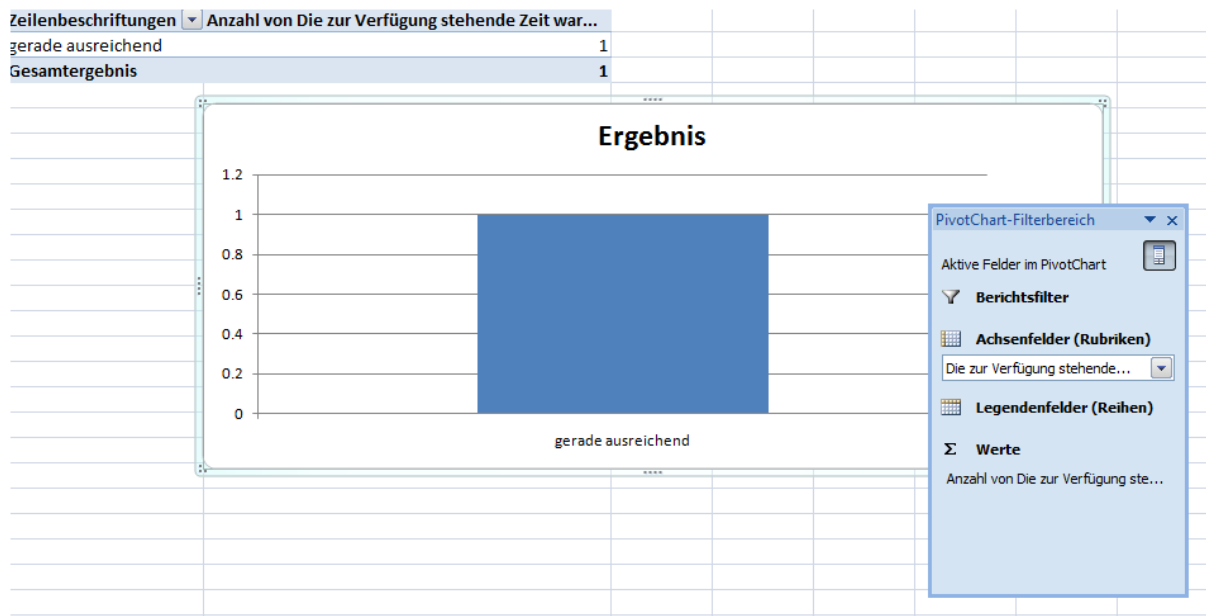 Zeilenbeschriftungen Anzahl von Die zur Verfügung stehende Zeit war...
gerade ausreichend 1
Gesamtergebnis 1
Ergebnis
1.2
1
0.8
0.6
0.4
0.2
0
gerade ausreichend
PivotChart-Filterbereich
Aktive Felder im PivotChart
Berichtsfilter
Achsenfelder (Rubriken)
Die zur Verfügung stehende...
Legendenfelder (Reihen)
Σ Werte
Anzahl von Die zur Verfügung ste...